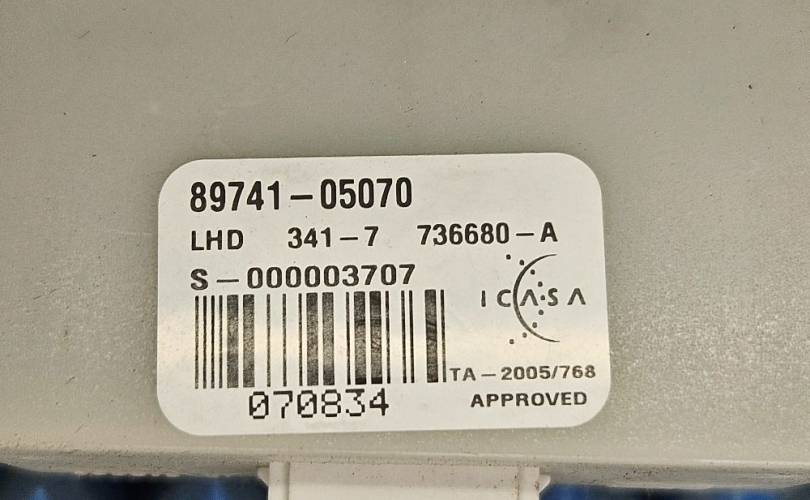 89741-05070
LHD 341-7 736680-A
S-000003707
ICASA
070834
TA-2005/768
APPROVED